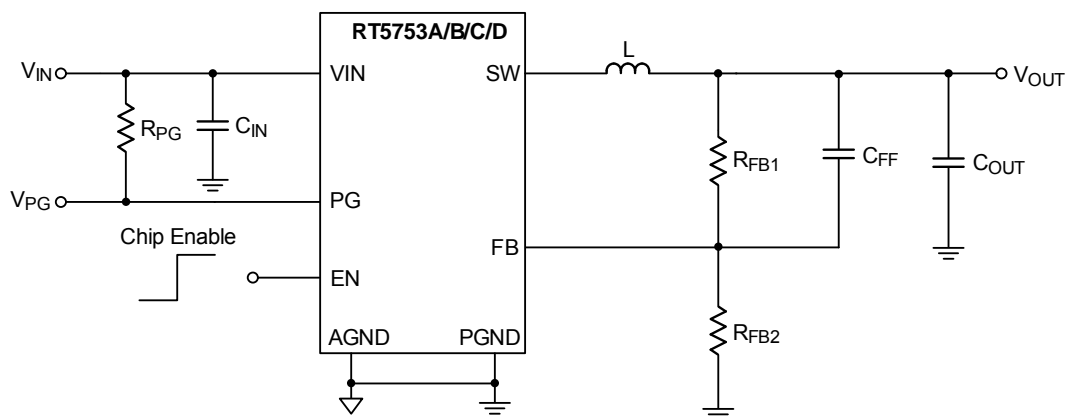 RT5753A/B/C/D
L
VIN
VIN
SW
VOUT
RPG
CIN
RFB1
CFF
COUT
VPG
PG
Chip Enable
FB
EN
RFB2
AGND
PGND